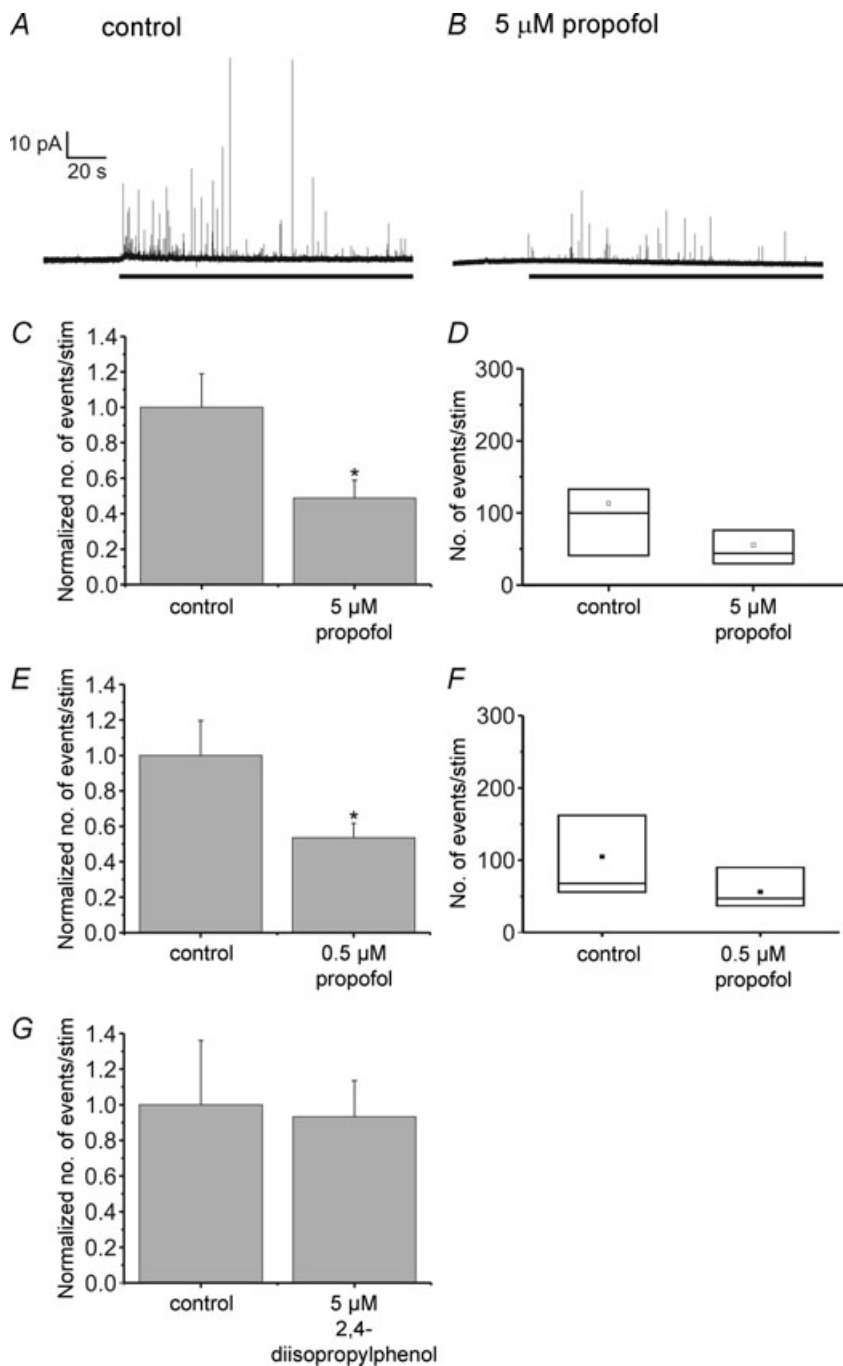 A control
B 5 µM propofol
10 pA
20 s
C
Normalized no. of events/stim
1.4
1.2
1.0
0.8
0.6
0.4
0.2
0.0
*
control
5 µM
propofol
D
No. of events/stim
300
200
100
0
control
5 µM
propofol
E
Normalized no. of events/stim
1.4
1.2
1.0
0.8
0.6
0.4
0.2
0.0
*
control
0.5 µM
propofol
F
No. of events/stim
300
200
100
0
control
0.5 µM
propofol
G
Normalized no. of events/stim
1.4
1.2
1.0
0.8
0.6
0.4
0.2
0.0
control
5 µM
2,4-
diisopropylphenol